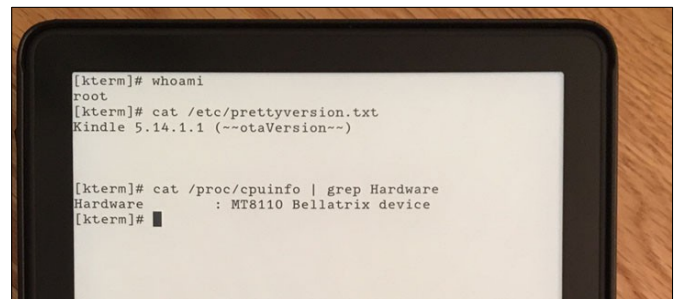 [kterm]# whoami
root
[kterm]# cat /etc/prettyversion.txt
Kindle 5.14.1.1 (~~otaVersion~~)
[kterm]# cat /proc/cpuinfo | grep Hardware
Hardware        : MT8110 Bellatrix device
[kterm]#